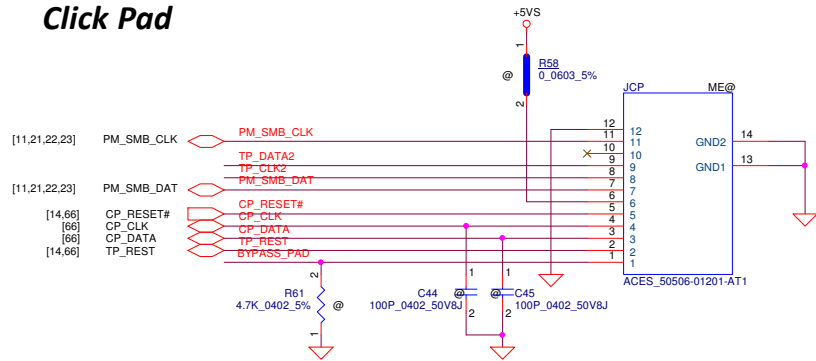 Click Pad
+5VS
1
@
R58
0_0603_5%
2
JCP
ME@
[11,21,22,23]
PM_SMB_CLK
PM_SMB_CLK
12
12
11
11
10
10
TP_DATA2
9
9
TP_CLK2
8
8
[11,21,22,23]
PM_SMB_DAT
PM_SMB_DAT
7
7
6
6
[14,66]
CP_RESET#
CP_RESET#
5
5
[66]
CP_CLK
CP_CLK
4
4
[66]
CP_DATA
CP_DATA
3
3
[14,66]
TP_REST
TP_REST
2
2
BYPASS_PAD
1
1
GND2
14
GND1
13
ACES_50506-01201-AT1
2
R61
4.7K_0402_5%
@
1
1
C44
@
100P_0402_50V8J
2
1
@
C45
100P_0402_50V8J
2